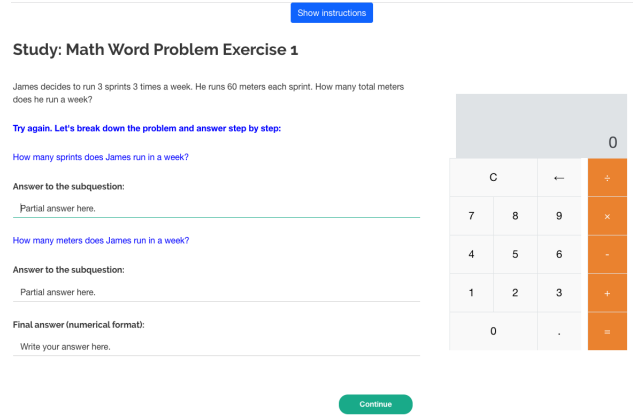 Show instructions
Study: Math Word Problem Exercise 1
James decides to run 3 sprints 3 times a week. He runs 60 meters each sprint. How many total meters
does he run a week?
Try again. Let's break down the problem and answer step by step:
How many sprints does James run in a week?
Answer to the subquestion:
Partial answer here.
How many meters does James run in a week?
Answer to the subquestion:
Partial answer here.
Final answer (numerical format):
Write your answer here.
Continue
0
C ← ÷
7 8 9 ×
4 5 6 -
1 2 3 +
0 . =